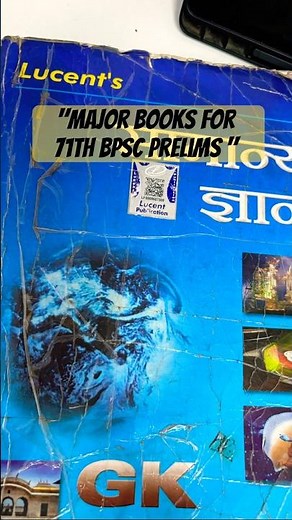 Lucent's
"MAJOR BOOKS FOR
71TH BPSC PRELIMS "
Lucent
Publication
ज्ञान
GK